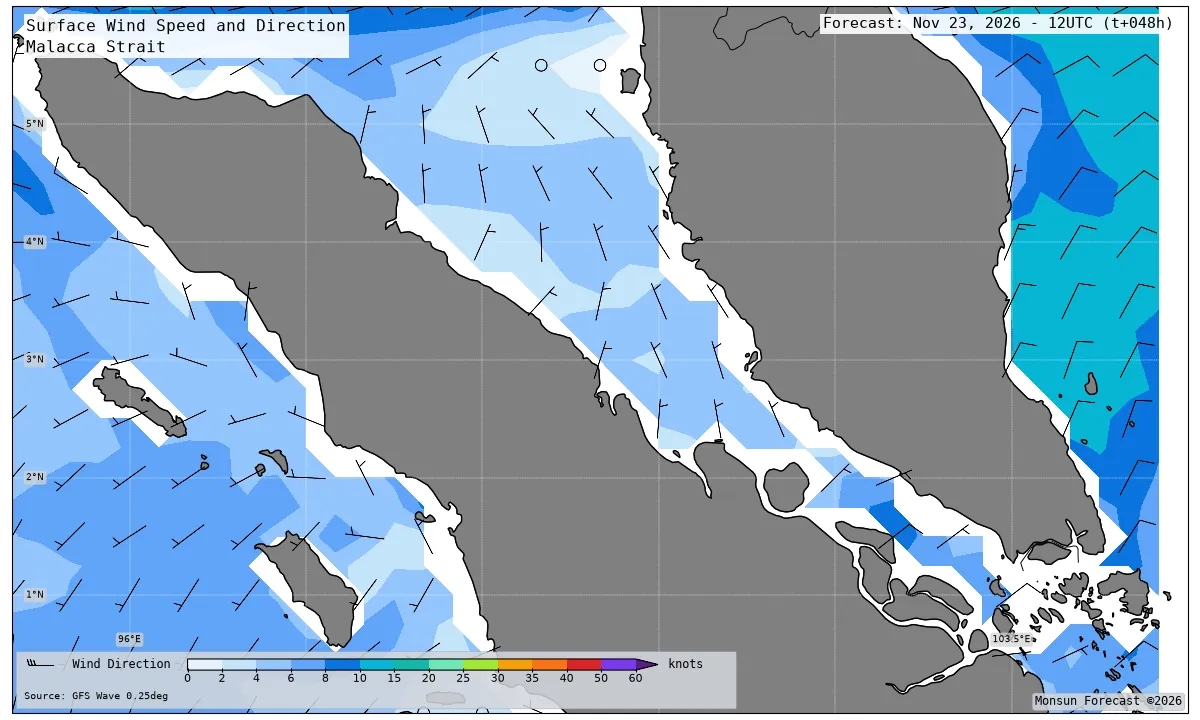 Surface Wind Speed and Direction
Malacca Strait
Forecast: Nov 23, 2026 - 12UTC (t+048h)
5°N
4°N
3°N
2°N
1°N
96°E
103.5°E
Wind Direction
knots
0 2 4 6 8 10 15 20 25 30 35 40 50 60
Source: GFS Wave 0.25deg
Monsun Forecast ©2026